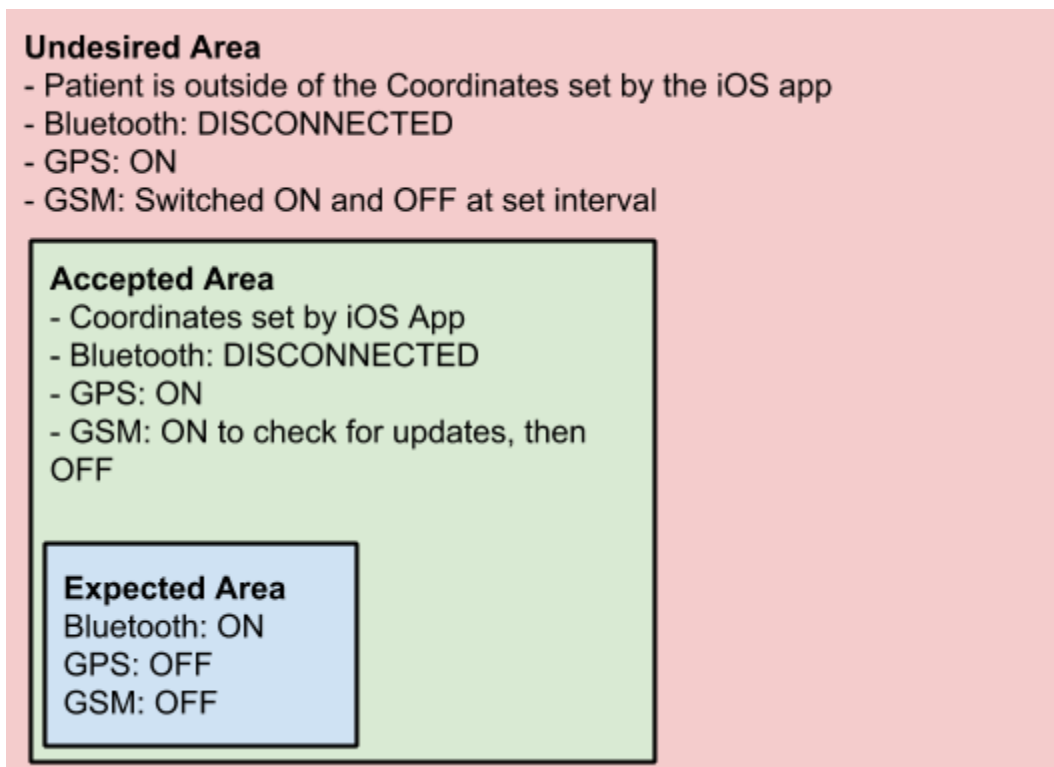 Undesired Area
- Patient is outside of the Coordinates set by the iOS app
- Bluetooth: DISCONNECTED
- GPS: ON
- GSM: Switched ON and OFF at set interval
Accepted Area
- Coordinates set by iOS App
- Bluetooth: DISCONNECTED
- GPS: ON
- GSM: ON to check for updates, then
OFF
Expected Area
Bluetooth: ON
GPS: OFF
GSM: OFF